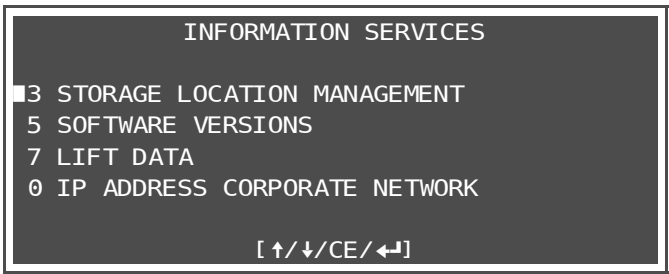 INFORMATION SERVICES
3 STORAGE LOCATION MANAGEMENT
5 SOFTWARE VERSIONS
7 LIFT DATA
0 IP ADDRESS CORPORATE NETWORK
[↑/↓/CE/↵]